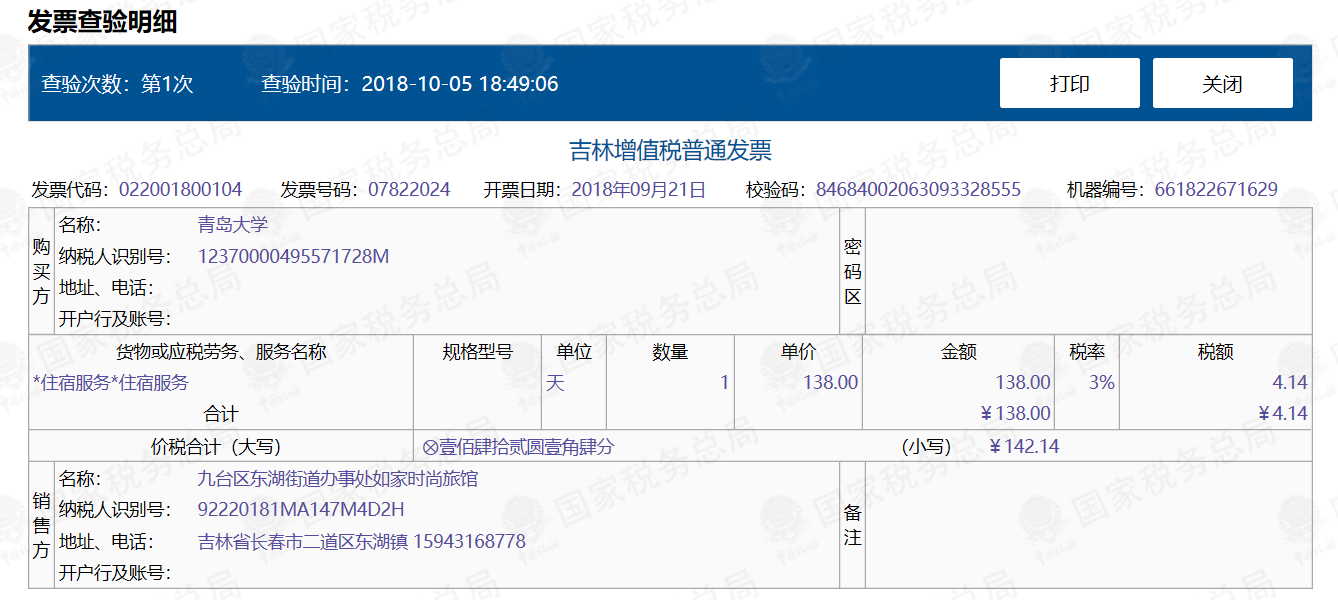 发票查验明细
查验次数：第1次 查验时间：2018-10-05 18:49:06 打印 关闭
吉林增值税普通发票
发票代码：022001800104 发票号码：07822024 开票日期：2018年09月21日 校验码：84684002063093328555 机器编号：661822671629
购买方
名称： 青岛大学
纳税人识别号： 12370000495571728M
地址、电话：
开户行及账号：
密码区
货物或应税劳务、服务名称 规格型号 单位 数量 单价 金额 税率 税额
*住宿服务*住宿服务 天 1 138.00 138.00 3% 4.14
合计 ￥138.00 ￥4.14
价税合计（大写） ⊗壹佰肆拾贰圆壹角肆分 （小写） ￥142.14
销售方
名称： 九台区东湖街道办事处如家时尚旅馆
纳税人识别号： 92220181MA147M4D2H
地址、电话： 吉林省长春市二道区东湖镇 15943168778
开户行及账号：
备注
国家税务总局